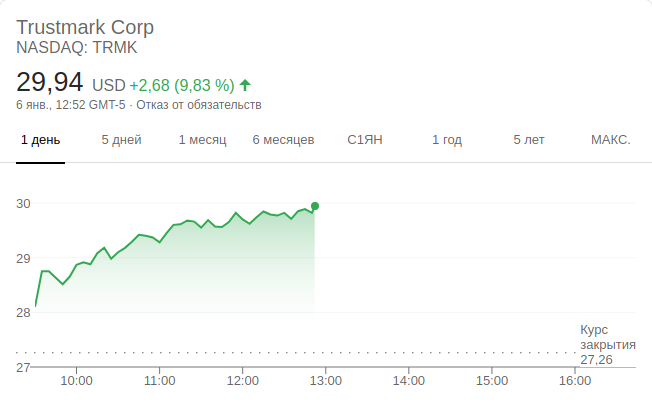 Trustmark Corp
NASDAQ: TRMK
29,94 USD +2,68 (9,83 %)
6 янв., 12:52 GMT-5 · Отказ от обязательств
1 день 5 дней 1 месяц 6 месяцев С1ЯН 1 год 5 лет МАКС.
30
29
28
Курс
закрытия
27,26
27
10:00 11:00 12:00 13:00 14:00 15:00 16:00